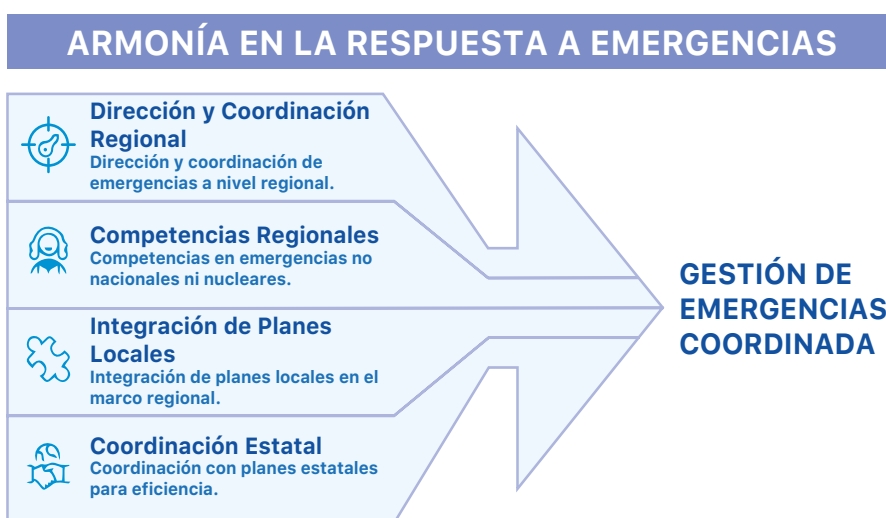 ARMONÍA EN LA RESPUESTA A EMERGENCIAS
Dirección y Coordinación
Regional
Dirección y coordinación de
emergencias a nivel regional.
Competencias Regionales
Competencias en emergencias no
nacionales ni nucleares.
Integración de Planes
Locales
Integración de planes locales en el
marco regional.
Coordinación Estatal
Coordinación con planes estatales
para eficiencia.
GESTIÓN DE
EMERGENCIAS
COORDINADA